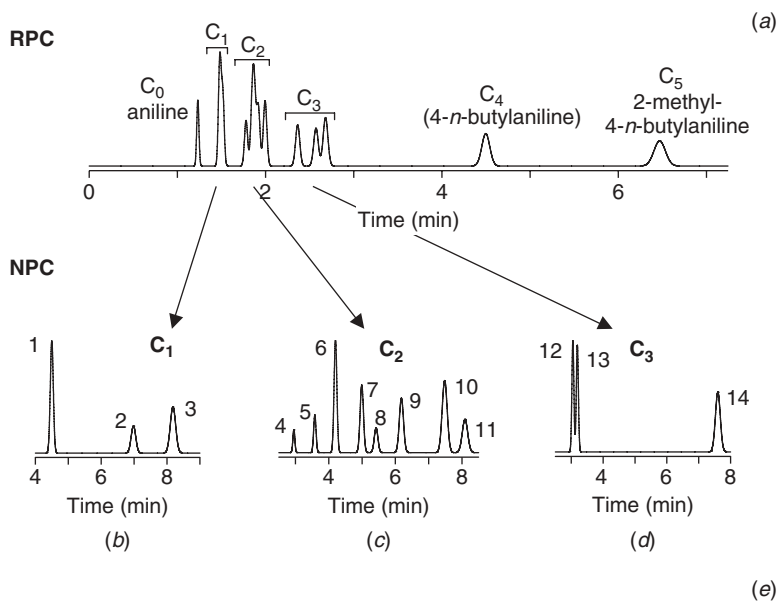 (a)
RPC
C₁
C₂
C₀
aniline
C₃
C₄
(4-n-butylaniline)
C₅
2-methyl-
4-n-butylaniline
0 2 4 6
Time (min)
NPC
C₁
1
2
3
4 6 8
Time (min)
(b)
C₂
4
5
6
7
8
9
10
11
4 6 8
Time (min)
(c)
C₃
12
13
14
4 6 8
Time (min)
(d)
(e)